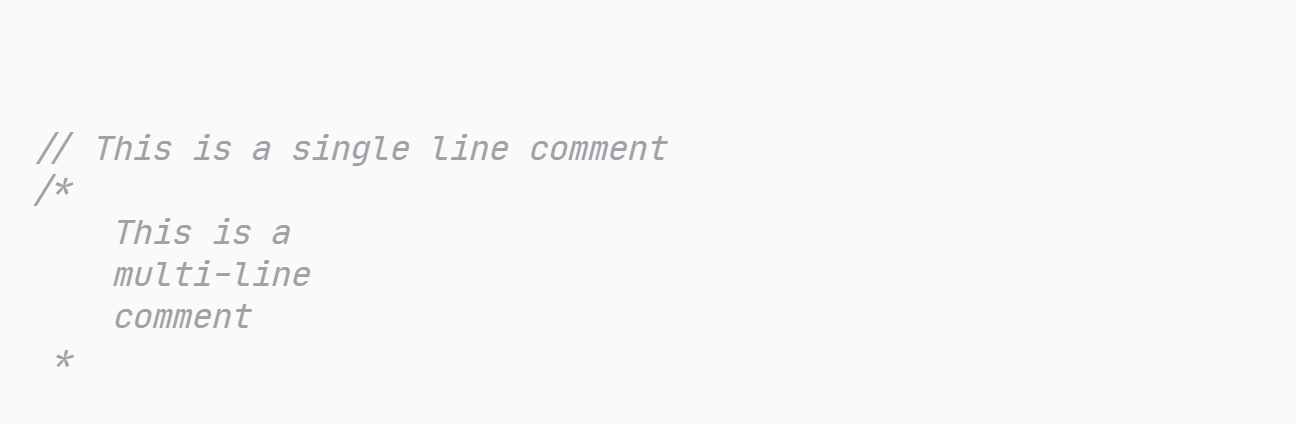 // This is a single line comment
/*
    This is a
    multi-line
    comment
 *